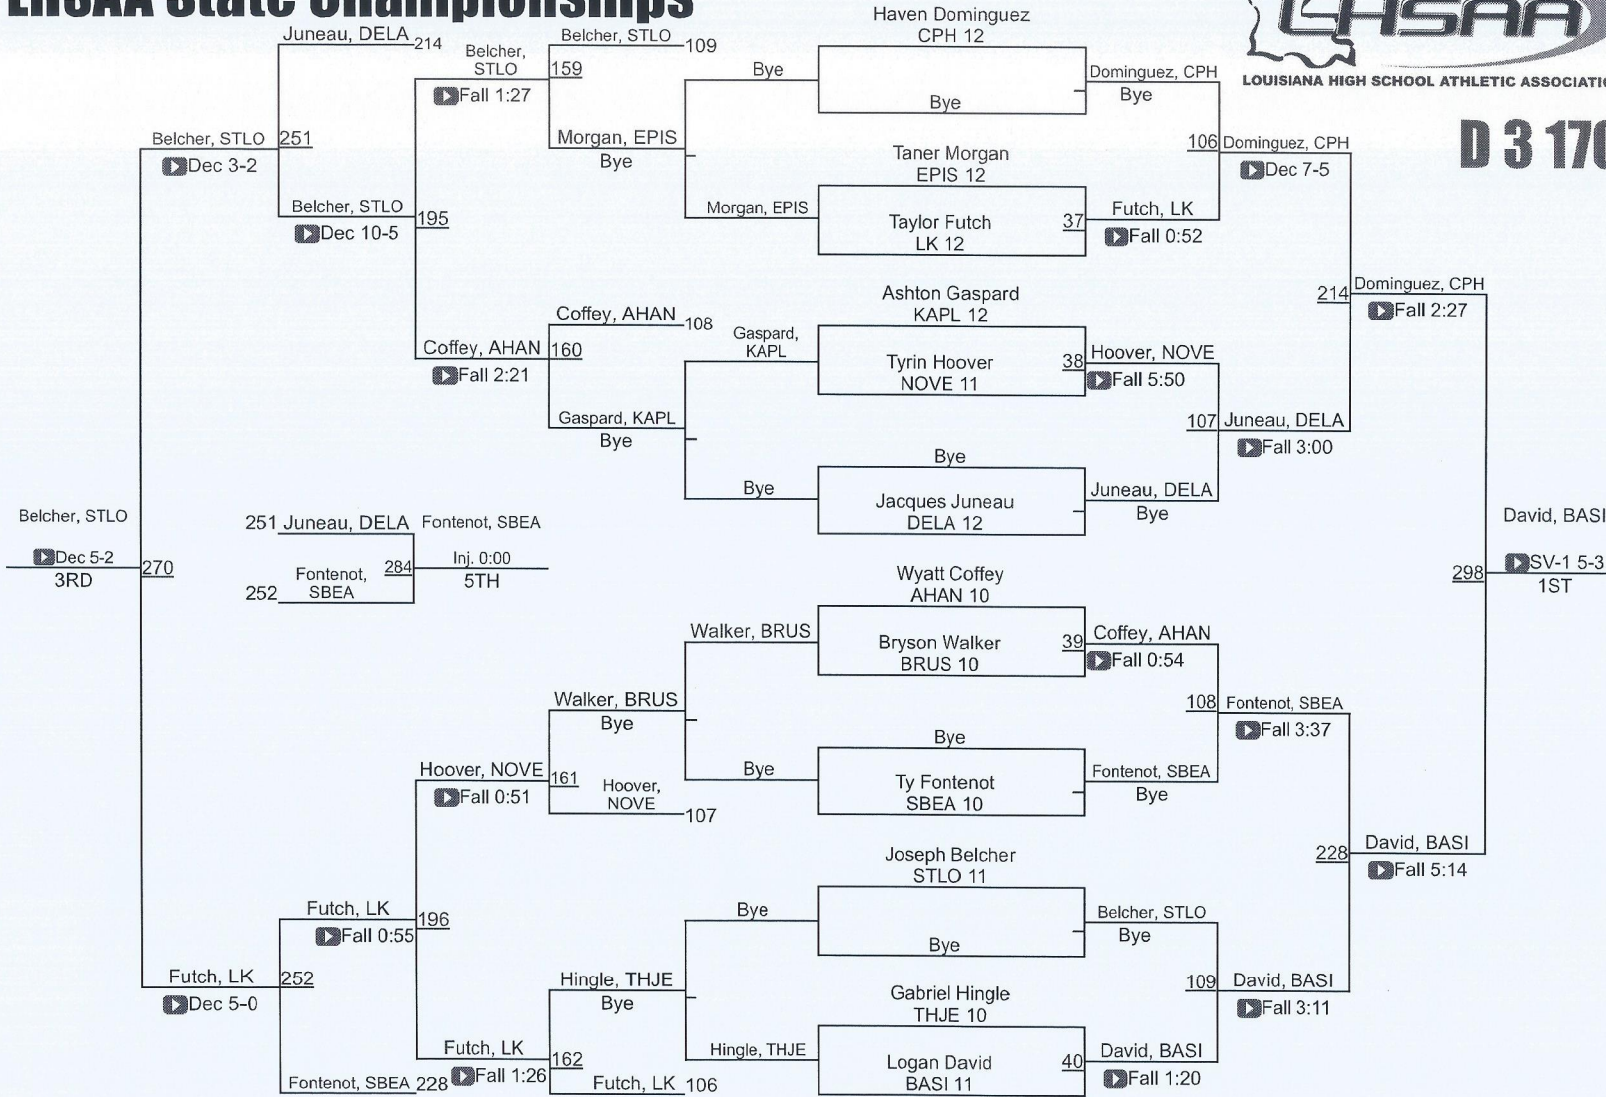 LHSAA State Championships
LHSAA
LOUISIANA HIGH SCHOOL ATHLETIC ASSOCIATIO
D 3 170
Haven Dominguez
CPH 12
Bye
Taner Morgan
EPIS 12
Taylor Futch
LK 12
37
Ashton Gaspard
KAPL 12
Tyrin Hoover
NOVE 11
38
Bye
Jacques Juneau
DELA 12
Wyatt Coffey
AHAN 10
Bryson Walker
BRUS 10
39
Bye
Ty Fontenot
SBEA 10
Joseph Belcher
STLO 11
Bye
Gabriel Hingle
THJE 10
Logan David
BASI 11
40
Dominguez, CPH
Bye
Futch, LK
Fall 0:52
Hoover, NOVE
Fall 5:50
Juneau, DELA
Bye
Coffey, AHAN
Fall 0:54
Fontenot, SBEA
Bye
Belcher, STLO
Bye
David, BASI
Fall 1:20
106
Dominguez, CPH
Dec 7-5
107
Juneau, DELA
Fall 3:00
108
Fontenot, SBEA
Fall 3:37
109
David, BASI
Fall 3:11
214
Dominguez, CPH
Fall 2:27
228
David, BASI
Fall 5:14
298
David, BASI
SV-1 5-3
1ST
Bye
Morgan, EPIS
Gaspard,
KAPL
Bye
Walker, BRUS
Bye
Bye
Hingle, THJE
Belcher, STLO
109
Morgan, EPIS
Bye
Coffey, AHAN
108
Gaspard, KAPL
Bye
Walker, BRUS
Bye
Hoover,
NOVE
107
Hingle, THJE
Bye
Futch, LK
106
Belcher,
STLO
159
Fall 1:27
Coffey, AHAN
160
Fall 2:21
Hoover, NOVE
161
Fall 0:51
Futch, LK
162
Fall 1:26
Juneau, DELA
214
Belcher, STLO
195
Dec 10-5
Futch, LK
196
Fall 0:55
Fontenot, SBEA
228
Belcher, STLO
251
Dec 3-2
Futch, LK
252
Dec 5-0
Belcher, STLO
Dec 5-2
3RD
270
251
Juneau, DELA
252
Fontenot,
SBEA
284
Fontenot, SBEA
Inj. 0:00
5TH